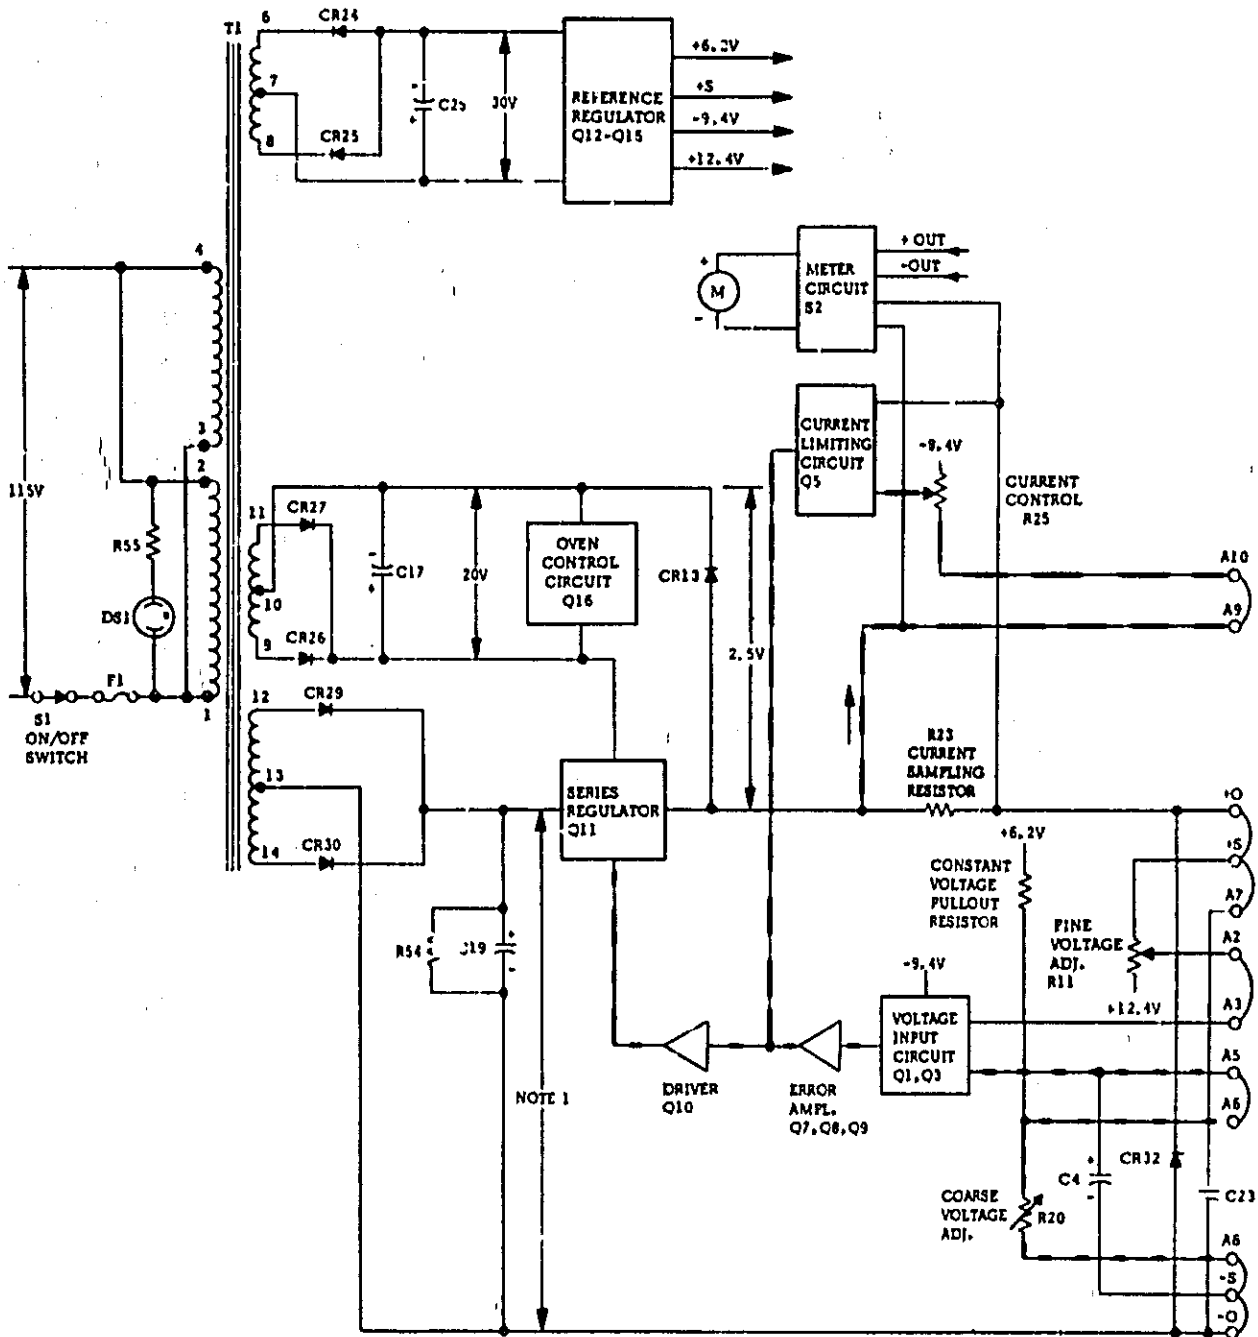 T1
6
CR24
7
8
CR25
C25
30V
REFERENCE
REGULATOR
Q12-Q15
+6.2V
+S
-9.4V
+12.4V
4
3
2
1
115V
R55
DS1
F1
S1
ON/OFF
SWITCH
+
M
-
METER
CIRCUIT
S2
+ OUT
-OUT
CURRENT
LIMITING
CIRCUIT
Q5
-9.4V
CURRENT
CONTROL
R25
A10
A9
11
CR27
10
9
CR26
- C17 +
20V
OVEN
CONTROL
CIRCUIT
Q16
CR13
2.5V
12
CR29
13
14
CR30
SERIES
REGULATOR
Q11
R23
CURRENT
SAMPLING
RESISTOR
+6.2V
CONSTANT
VOLTAGE
PULLOUT
RESISTOR
+O
+S
A7
A2
A3
A5
A6
FINE
VOLTAGE
ADJ.
R11
+12.4V
R54
C19
+
-
NOTE 1
DRIVER
Q10
ERROR
AMPL.
Q7,Q8,Q9
-9.4V
VOLTAGE
INPUT
CIRCUIT
Q1,Q3
COARSE
VOLTAGE
ADJ.
R20
+ C4 -
CR32
C23
A8
-S
-O